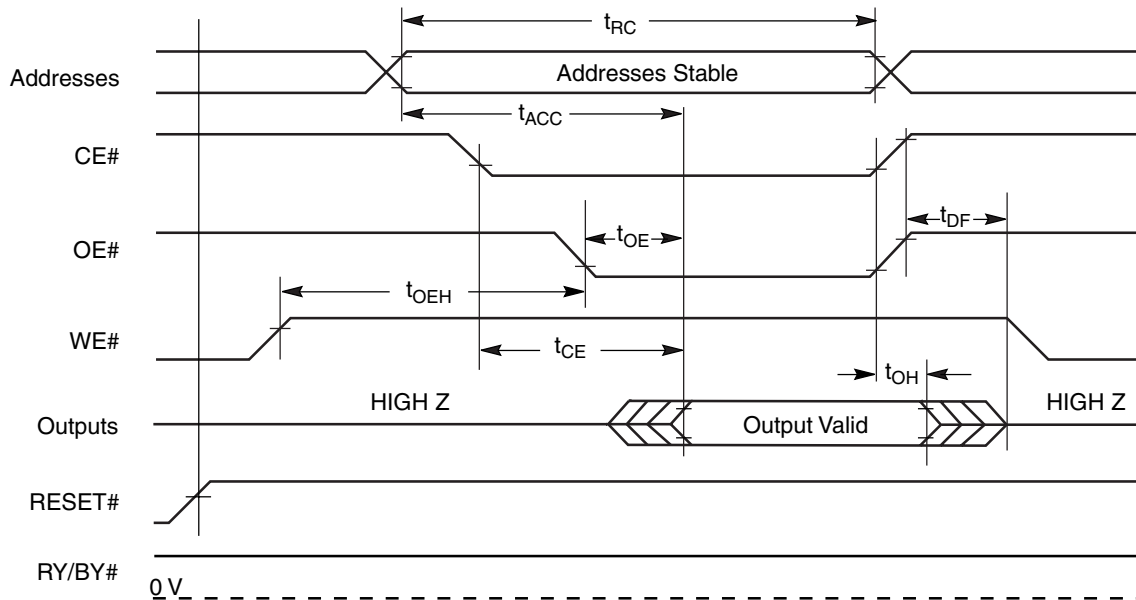 tRC
Addresses
Addresses Stable
tACC
CE#
tDF
OE#
tOE
tOEH
WE#
tCE
tOH
HIGH Z
HIGH Z
Outputs
Output Valid
RESET#
RY/BY#
0 V